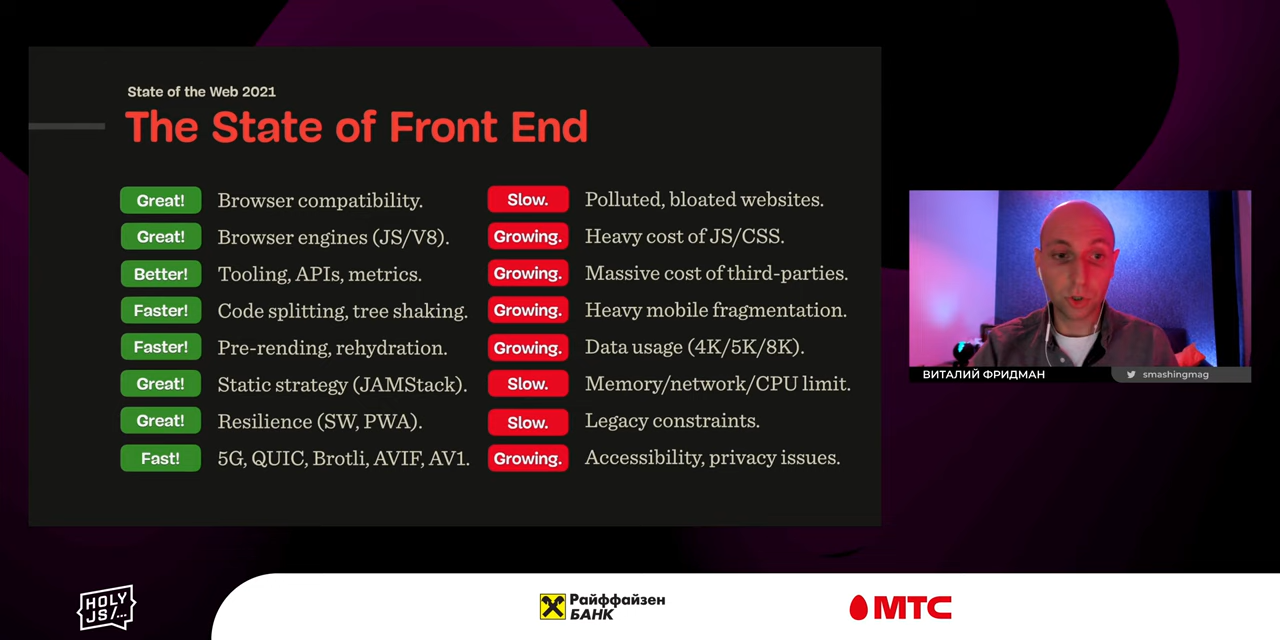 State of the Web 2021
The State of Front End
Great! Browser compatibility.
Great! Browser engines (JS/V8).
Better! Tooling, APIs, metrics.
Faster! Code splitting, tree shaking.
Faster! Pre-rending, rehydration.
Great! Static strategy (JAMStack).
Great! Resilience (SW, PWA).
Fast! 5G, QUIC, Brotli, AVIF, AV1.
Slow. Polluted, bloated websites.
Growing. Heavy cost of JS/CSS.
Growing. Massive cost of third-parties.
Growing. Heavy mobile fragmentation.
Growing. Data usage (4K/5K/8K).
Slow. Memory/network/CPU limit.
Slow. Legacy constraints.
Growing. Accessibility, privacy issues.
ВИТАЛИЙ ФРИДМАН
smashingmag
HOLY
JS/...
Райффайзен
БАНК
МТС